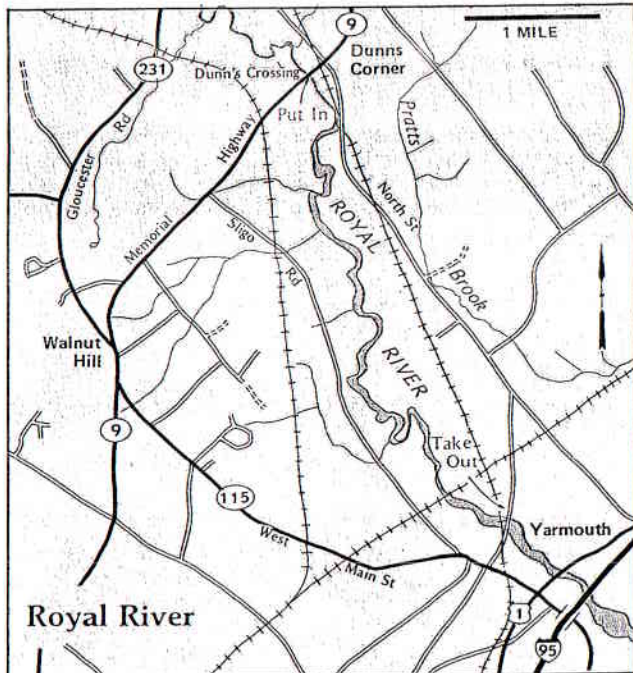 9
1 MILE
231
Dunn's Crossing
Dunns
Corner
Put In
Gloucester Rd
Memorial Highway
Pratts Brook
North St
Sligo Rd
ROYAL RIVER
Walnut
Hill
9
Take
Out
115
West Main St
Yarmouth
1
95
Royal River